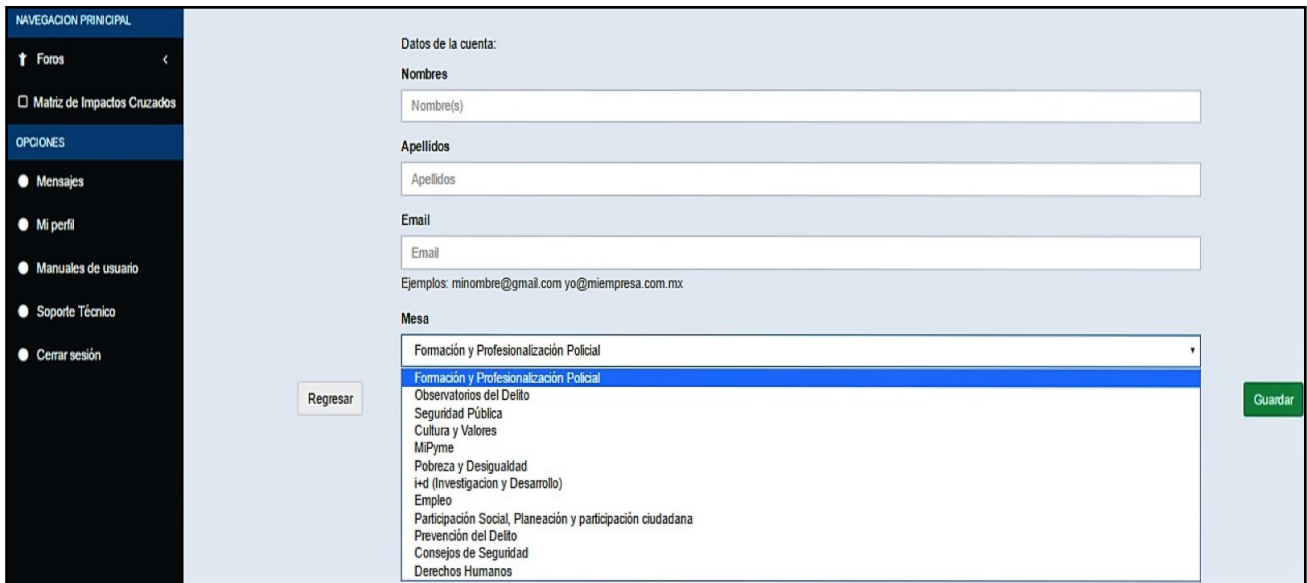 NAVEGACION PRINICIPAL
Foros
Matriz de Impactos Cruzados
OPCIONES
Mensajes
Mi perfil
Manuales de usuario
Soporte Técnico
Cerrar sesión
Datos de la cuenta:
Nombres
Nombre(s)
Apellidos
Apellidos
Email
Email
Ejemplos: minombre@gmail.com yo@miempresa.com.mx
Mesa
Formación y Profesionalización Policial
Formación y Profesionalización Policial
Observatorios del Delito
Seguridad Pública
Cultura y Valores
MiPyme
Pobreza y Desigualdad
i+d (Investigacion y Desarrollo)
Empleo
Participación Social, Planeación y participación ciudadana
Prevención del Delito
Consejos de Seguridad
Derechos Humanos
Regresar
Guardar